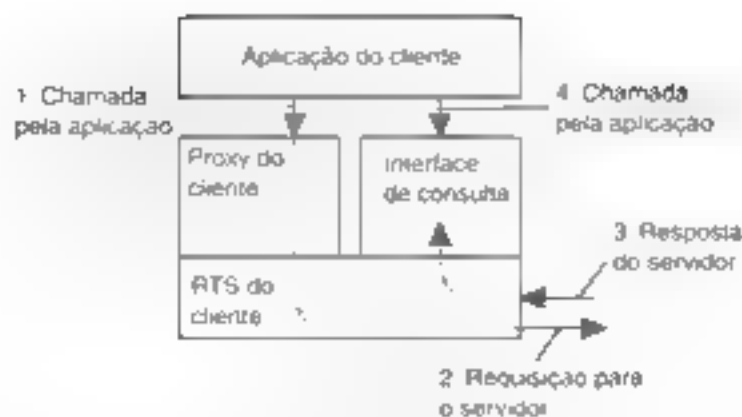 Aplicação do cliente
1 Chamada
pela aplicação
4 Chamada
pela aplicação
Proxy do
cliente
Interface
de consulta
3 Resposta
do servidor
RTS do
cliente
2 Requisição para
o servidor